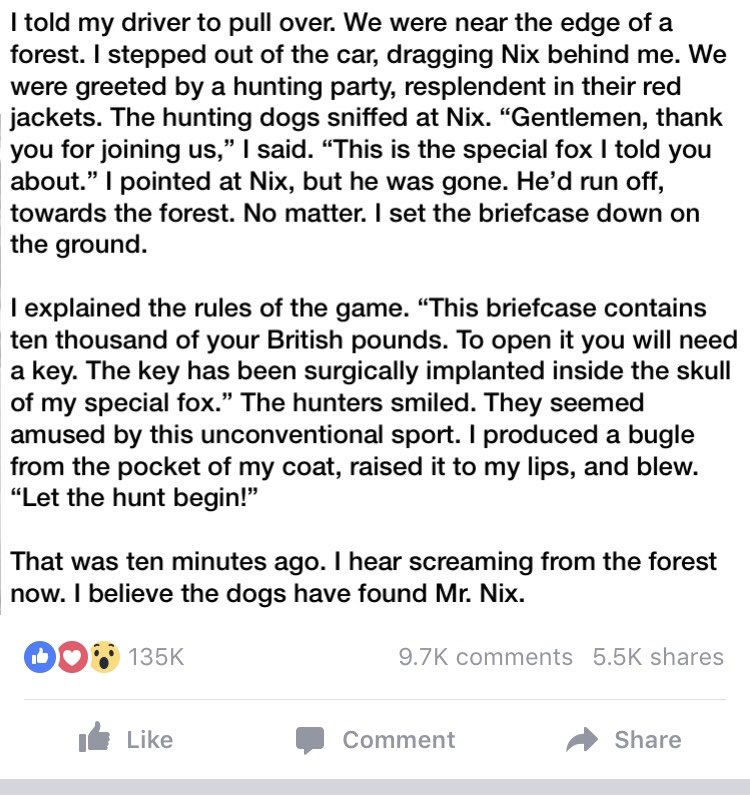 I told my driver to pull over. We were near the edge of a
forest. I stepped out of the car, dragging Nix behind me. We
were greeted by a hunting party, resplendent in their red
jackets. The hunting dogs sniffed at Nix. “Gentlemen, thank
you for joining us,” I said. “This is the special fox I told you
about.” I pointed at Nix, but he was gone. He’d run off,
towards the forest. No matter. I set the briefcase down on
the ground.
I explained the rules of the game. “This briefcase contains
ten thousand of your British pounds. To open it you will need
a key. The key has been surgically implanted inside the skull
of my special fox.” The hunters smiled. They seemed
amused by this unconventional sport. I produced a bugle
from the pocket of my coat, raised it to my lips, and blew.
“Let the hunt begin!”
That was ten minutes ago. I hear screaming from the forest
now. I believe the dogs have found Mr. Nix.
135K 9.7K comments 5.5K shares
Like Comment Share